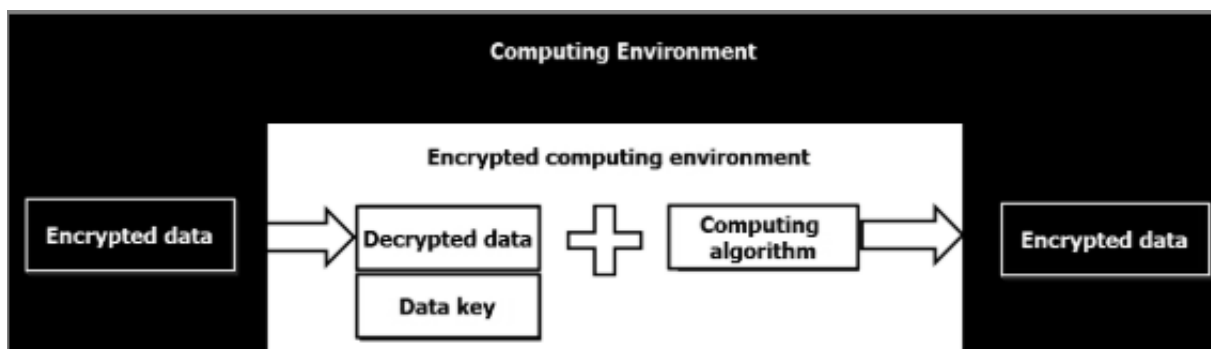 Computing Environment
Encrypted computing environment
Encrypted data
Decrypted data
Data key
Computing
algorithm
Encrypted data